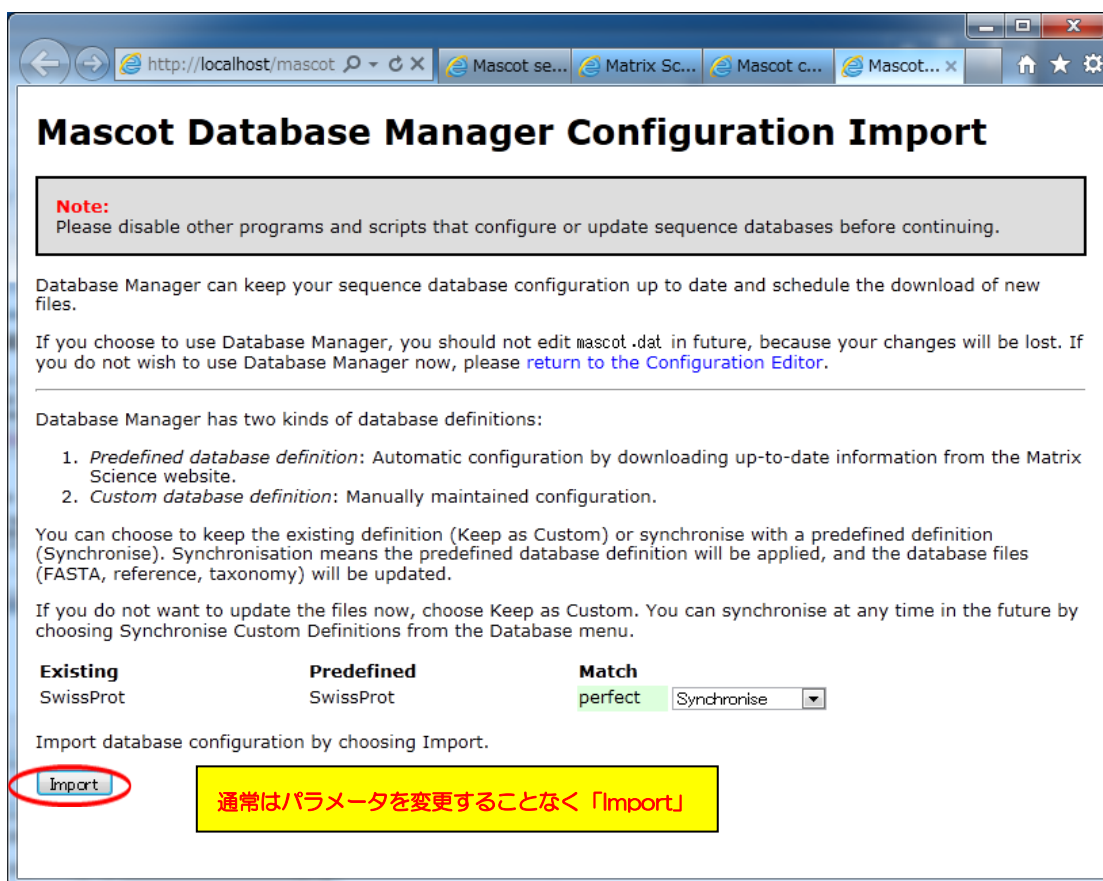 http://localhost/mascot
Mascot se...
Matrix Sc...
Mascot c...
Mascot...
Mascot Database Manager Configuration Import
Note:
Please disable other programs and scripts that configure or update sequence databases before continuing.
Database Manager can keep your sequence database configuration up to date and schedule the download of new
files.
If you choose to use Database Manager, you should not edit mascot.dat in future, because your changes will be lost. If
you do not wish to use Database Manager now, please return to the Configuration Editor.
Database Manager has two kinds of database definitions:
1. Predefined database definition: Automatic configuration by downloading up-to-date information from the Matrix
Science website.
2. Custom database definition: Manually maintained configuration.
You can choose to keep the existing definition (Keep as Custom) or synchronise with a predefined definition
(Synchronise). Synchronisation means the predefined database definition will be applied, and the database files
(FASTA, reference, taxonomy) will be updated.
If you do not want to update the files now, choose Keep as Custom. You can synchronise at any time in the future by
choosing Synchronise Custom Definitions from the Database menu.
Existing Predefined Match
SwissProt SwissProt perfect Synchronise
Import database configuration by choosing Import.
Import
通常はパラメータを変更することなく「Import」